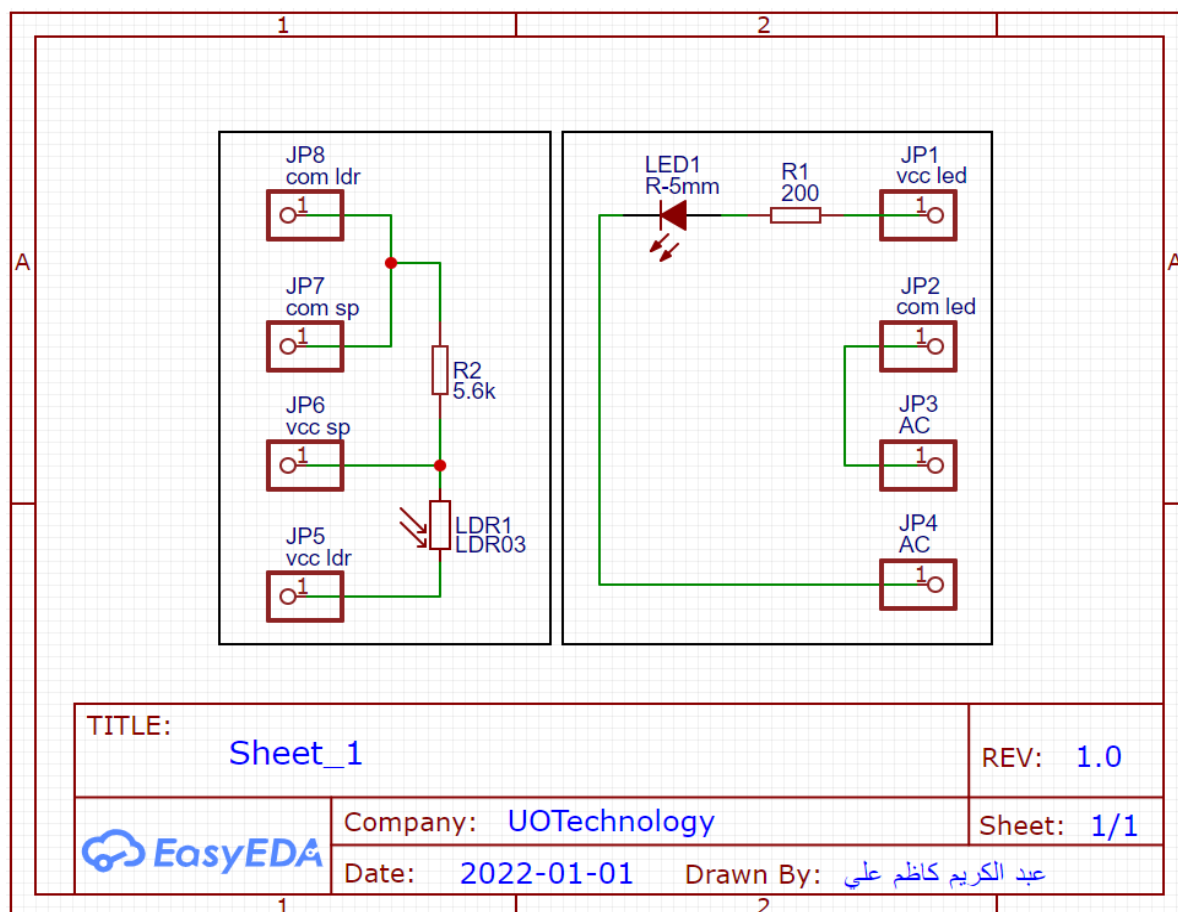 1 2
A A
JP8
com ldr
1
JP7
com sp
1
JP6
vcc sp
1
JP5
vcc ldr
1
R2
5.6k
LDR1
LDR03
LED1
R-5mm
R1
200
JP1
vcc led
1
JP2
com led
1
JP3
AC
1
JP4
AC
1
TITLE:
Sheet_1
REV: 1.0
EasyEDA
Company: UOTechnology
Sheet: 1/1
Date: 2022-01-01 Drawn By: عبد الكريم كاظم علي
1 2